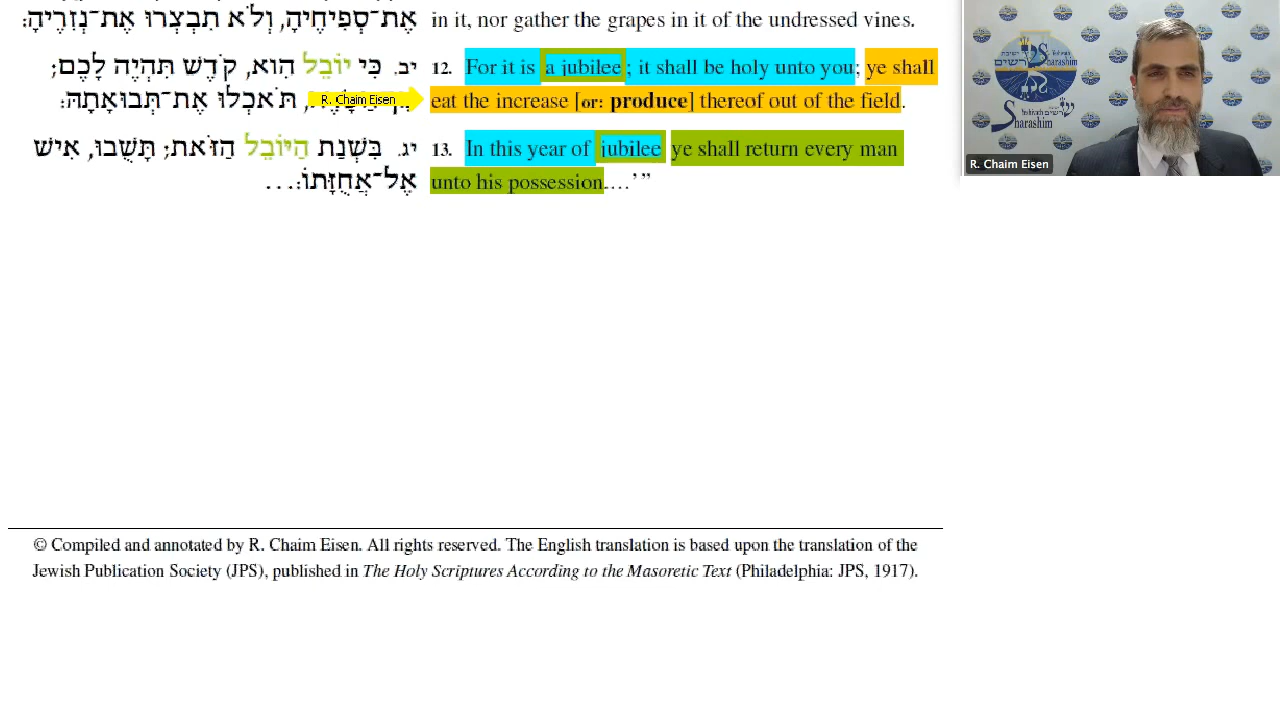 אֶת־סְפִיחֶיהָ, וְלֹא תִבְצְרוּ אֶת־נְזִרֶיהָ:
in it, nor gather the grapes in it of the undressed vines.
יב. כִּי יוֹבֵל הִוא, קֹדֶשׁ תִּהְיֶה לָכֶם;
12. For it is a jubilee; it shall be holy unto you; ye shall
תֹּאכְלוּ אֶת־תְּבוּאָתָהּ:
R. Chaim Eisen
eat the increase [or: produce] thereof out of the field.
יג. בִּשְׁנַת הַיּוֹבֵל הַזֹּאת; תָּשֻׁבוּ, אִישׁ
13. In this year of jubilee ye shall return every man
אֶל־אֲחֻזָּתוֹ:...
unto his possession....’”
© Compiled and annotated by R. Chaim Eisen. All rights reserved. The English translation is based upon the translation of the
Jewish Publication Society (JPS), published in The Holy Scriptures According to the Masoretic Text (Philadelphia: JPS, 1917).
Sharashim
Yeshivath Sharashim
R. Chaim Eisen